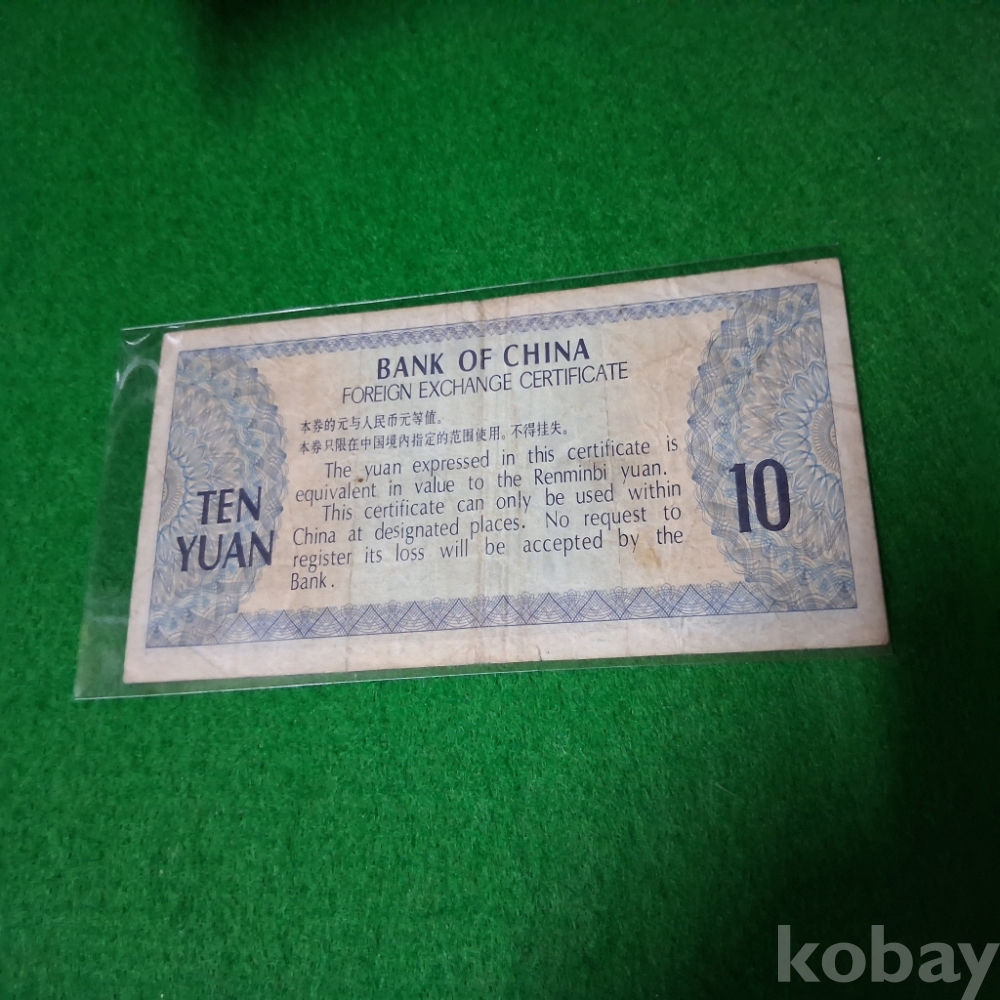 BANK OF CHINA
FOREIGN EXCHANGE CERTIFICATE
本券的元与人民币元等值。
本券只限在中国境内指定的范围使用。不得挂失。
The yuan expressed in this certificate is
equivalent in value to the Renminbi yuan.
This certificate can only be used within
China at designated places. No request to
register its loss will be accepted by the
Bank.
TEN
YUAN
10
kobay